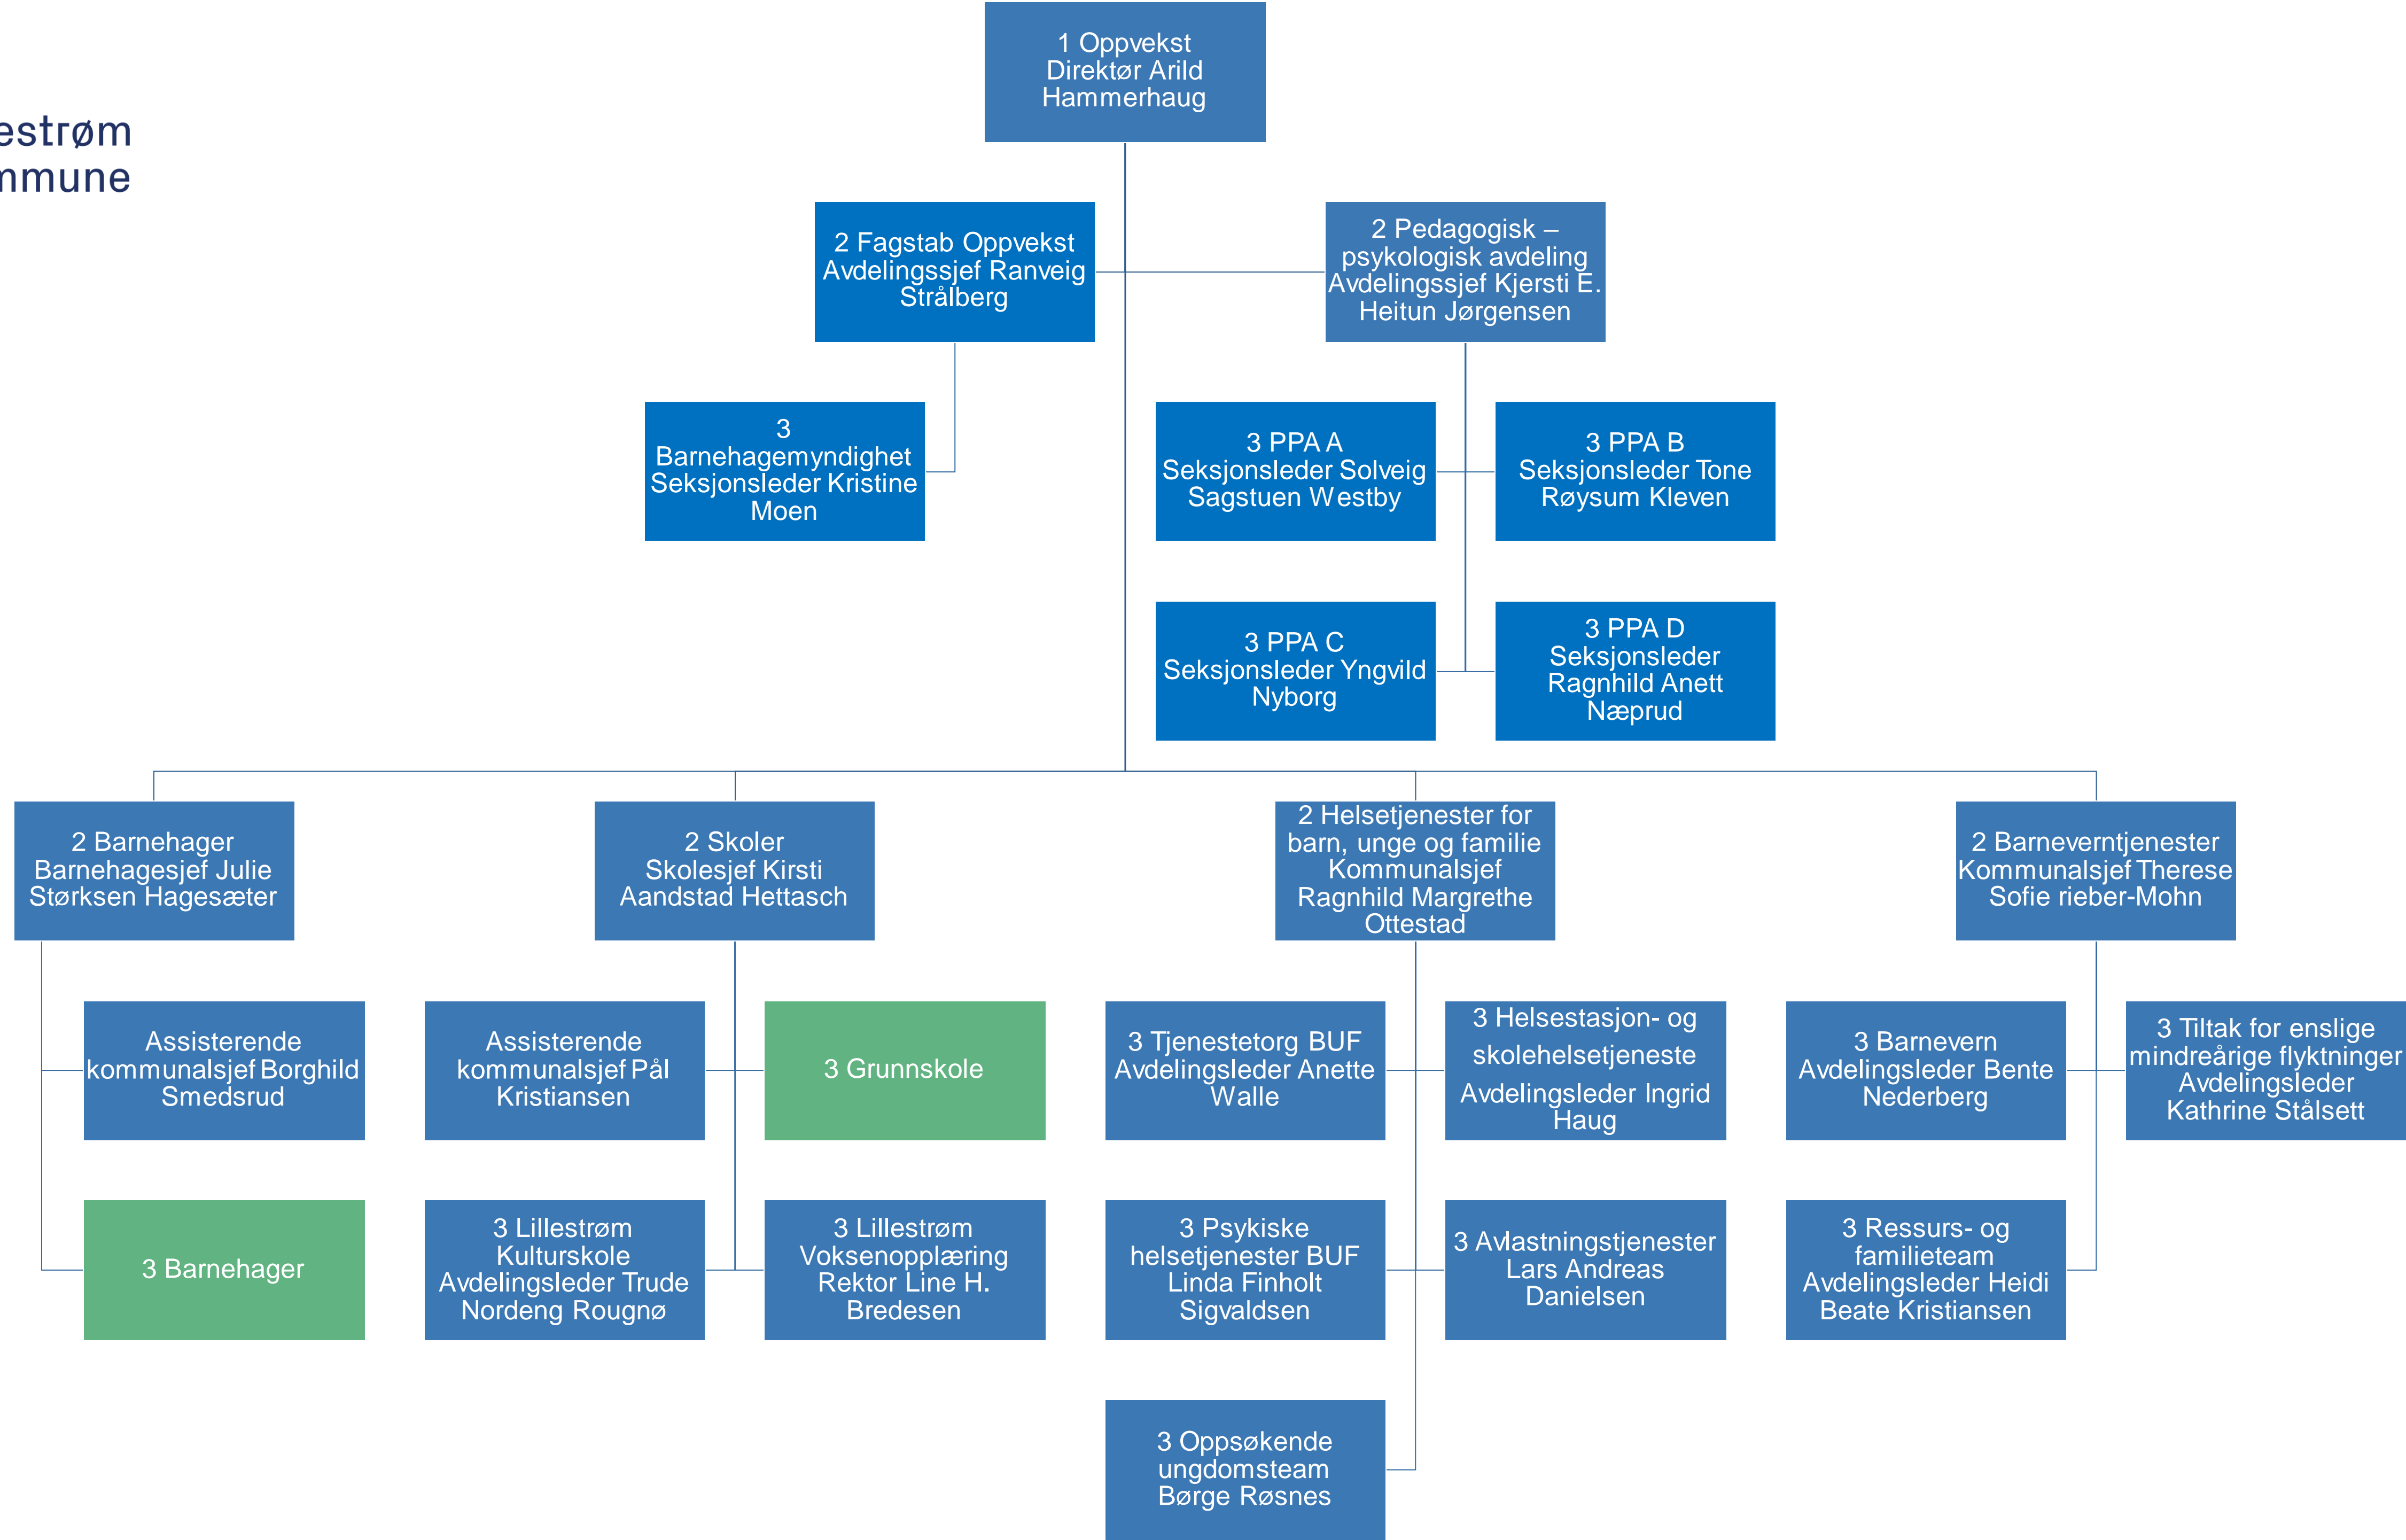 1 Oppvekst
Direktør Arild
Hammerhaug
estrøm
mmune
2 Fagstab Oppvekst
Avdelingssjef Ranveig
Strålberg
2 Pedagogisk –
psykologisk avdeling
Avdelingssjef Kjersti E.
Heitun Jørgensen
3
Barnehagemyndighet
Seksjonsleder Kristine
Moen
3 PPA A
Seksjonsleder Solveig
Sagstuen Westby
3 PPA B
Seksjonsleder Tone
Røysum Kleven
3 PPA C
Seksjonsleder Yngvild
Nyborg
3 PPA D
Seksjonsleder
Ragnhild Anett
Næprud
2 Barnehager
Barnehagesjef Julie
Størksen Hagesæter
2 Skoler
Skolesjef Kirsti
Aandstad Hettasch
2 Helsetjenester for
barn, unge og familie
Kommunalsjef
Ragnhild Margrethe
Ottestad
2 Barneverntjenester
Kommunalsjef Therese
Sofie rieber-Mohn
Assisterende
kommunalsjef Borghild
Smedsrud
Assisterende
kommunalsjef Pål
Kristiansen
3 Grunnskole
3 Tjenestetorg BUF
Avdelingsleder Anette
Walle
3 Helsestasjon- og
skolehelsetjeneste
Avdelingsleder Ingrid
Haug
3 Barnevern
Avdelingsleder Bente
Nederberg
3 Tiltak for enslige
mindreårige flyktninger
Avdelingsleder
Kathrine Stålsett
3 Barnehager
3 Lillestrøm
Kulturskole
Avdelingsleder Trude
Nordeng Rougnø
3 Lillestrøm
Voksenopplæring
Rektor Line H.
Bredesen
3 Psykiske
helsetjenester BUF
Linda Finholt
Sigvaldsen
3 Avlastningstjenester
Lars Andreas
Danielsen
3 Ressurs- og
familieteam
Avdelingsleder Heidi
Beate Kristiansen
3 Oppsøkende
ungdomsteam
Børge Røsnes